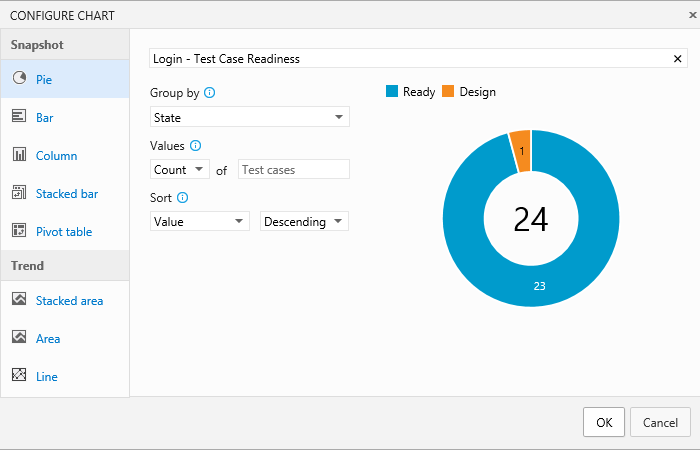 CONFIGURE CHART
Snapshot
Pie
Bar
Column
Stacked bar
Pivot table
Trend
Stacked area
Area
Line
Login - Test Case Readiness
Group by
State
Values
Count of Test cases
Sort
Value Descending
Ready Design
1
24
23
OK Cancel